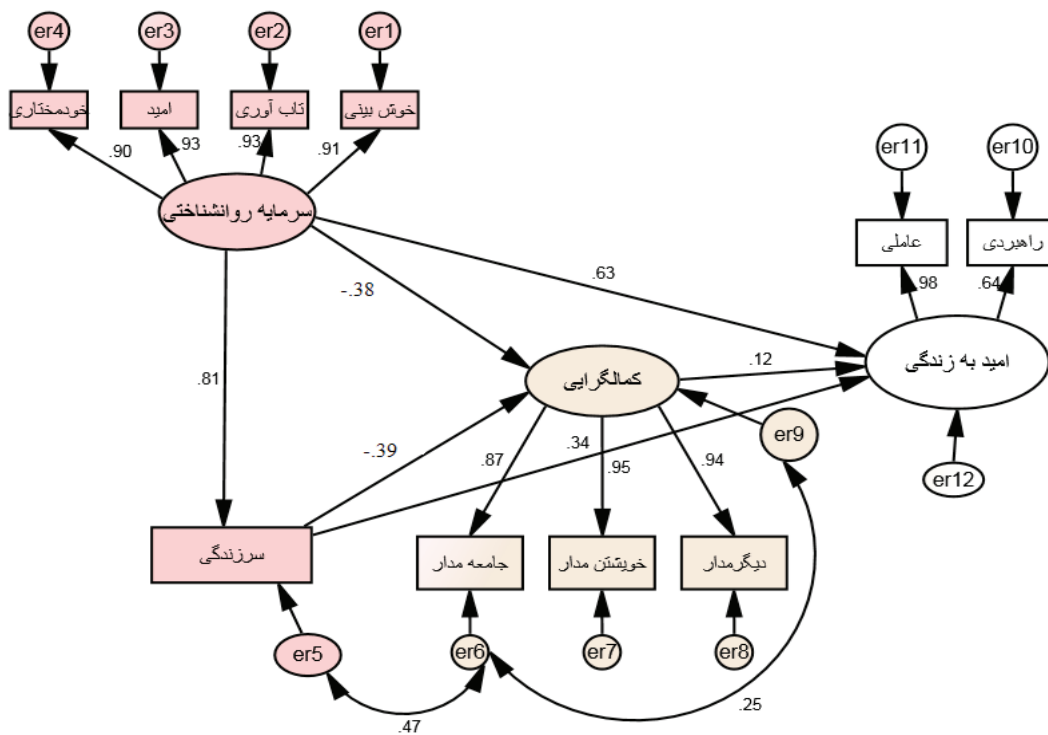 er4
er3
er2
er1
خودمختاری
امید
تاب آوری
خوش بینی
.90
.93
.93
.91
er11
er10
سرمایه روانشناختی
عاملی
راهبردی
.98
.64
.63
-.38
امید به زندگی
.12
کمالگرایی
.81
er9
-.39
.34
.87
.95
.94
er12
سرزندگی
جامعه مدار
خویشتن مدار
دیگرمدار
er5
er6
er7
er8
.47
.25